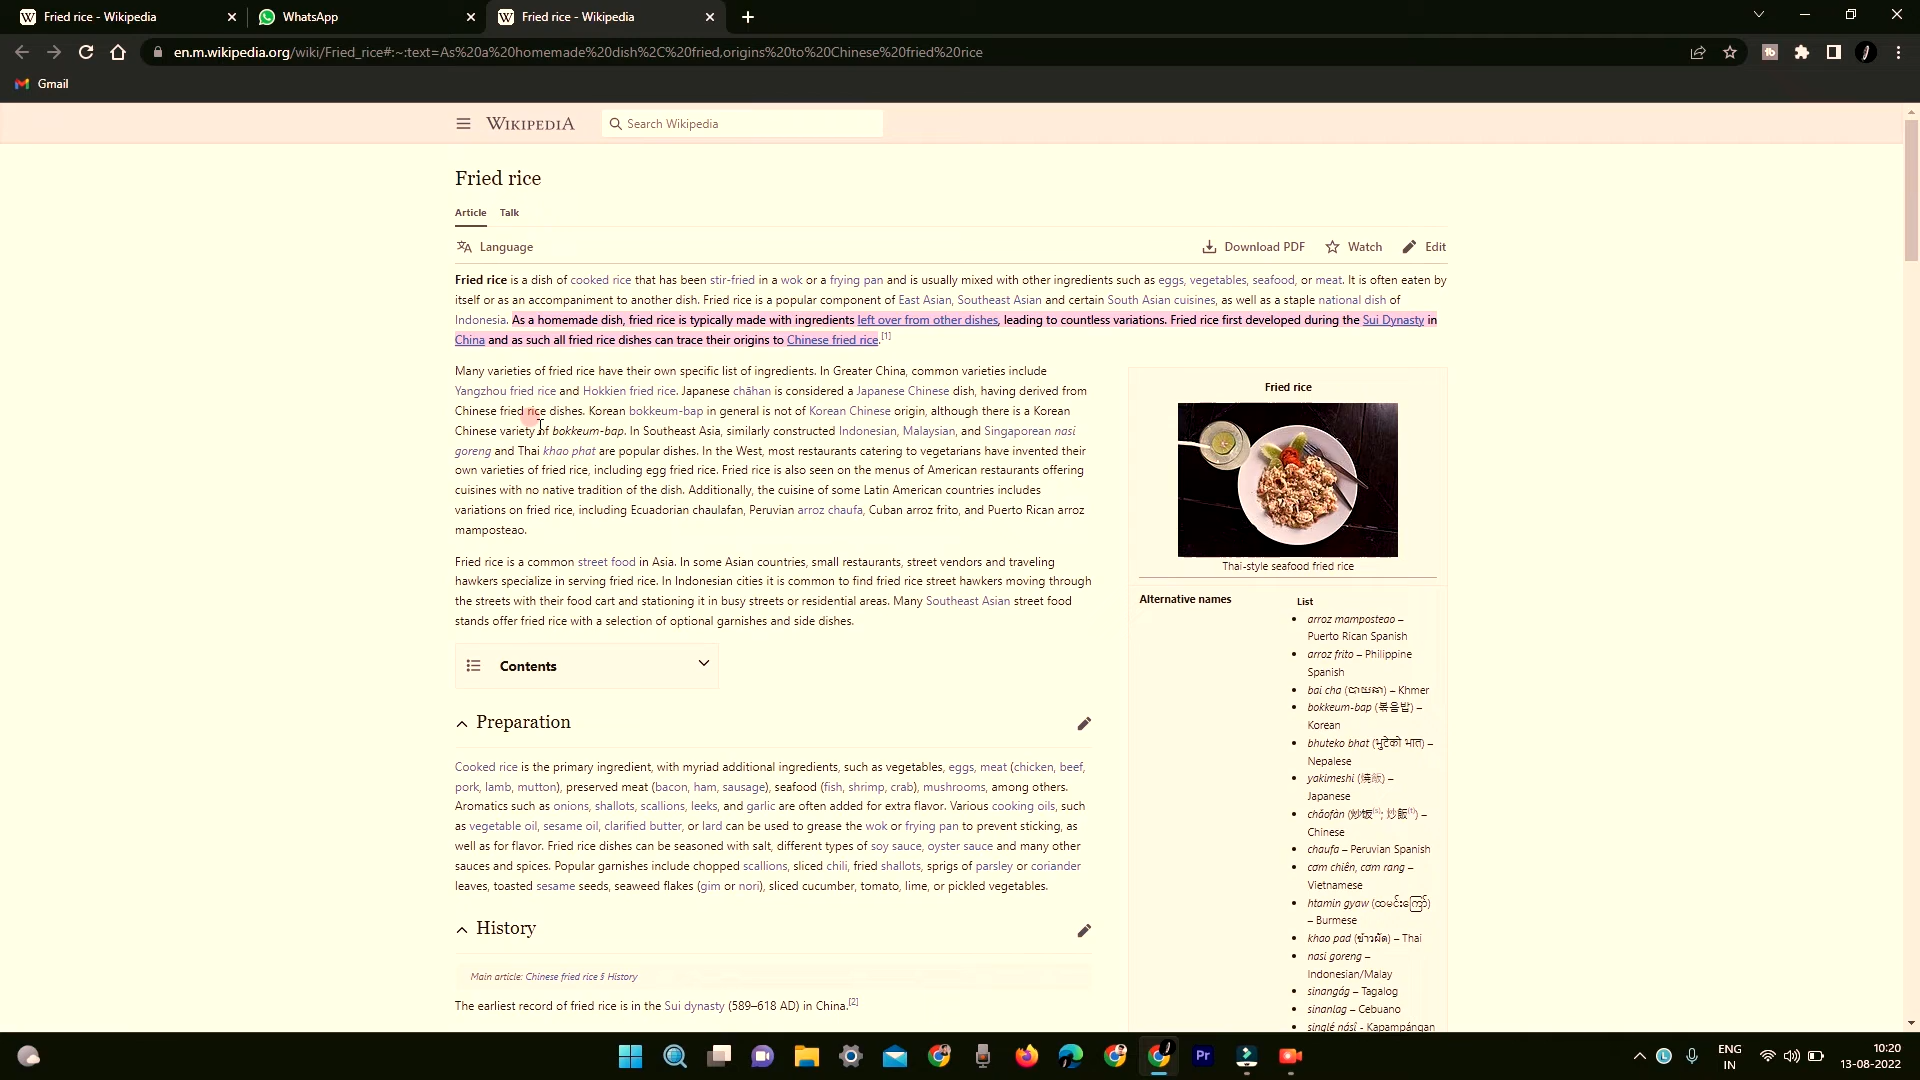 Fried rice - Wikipedia
WhatsApp
Fried rice - Wikipedia
en.m.wikipedia.org/wiki/Fried_rice#:~:text=As%20a%20homemade%20dish%2C%20fried,origins%20to%20Chinese%20fried%20rice
Gmail
WIKIPEDIA
Search Wikipedia
Fried rice
Article Talk
Language
Download PDF Watch Edit
Fried rice is a dish of cooked rice that has been stir-fried in a wok or a frying pan and is usually mixed with other ingredients such as eggs, vegetables, seafood, or meat. It is often eaten by
itself or as an accompaniment to another dish. Fried rice is a popular component of East Asian, Southeast Asian and certain South Asian cuisines, as well as a staple national dish of
Indonesia. As a homemade dish, fried rice is typically made with ingredients left over from other dishes, leading to countless variations. Fried rice first developed during the Sui Dynasty in
China and as such all fried rice dishes can trace their origins to Chinese fried rice.[1]
Many varieties of fried rice have their own specific list of ingredients. In Greater China, common varieties include
Yangzhou fried rice and Hokkien fried rice. Japanese chāhan is considered a Japanese Chinese dish, having derived from
Chinese fried rice dishes. Korean bokkeum-bap in general is not of Korean Chinese origin, although there is a Korean
Chinese variety of bokkeum-bap. In Southeast Asia, similarly constructed Indonesian, Malaysian, and Singaporean nasi
goreng and Thai khao phat are popular dishes. In the West, most restaurants catering to vegetarians have invented their
own varieties of fried rice, including egg fried rice. Fried rice is also seen on the menus of American restaurants offering
cuisines with no native tradition of the dish. Additionally, the cuisine of some Latin American countries includes
variations on fried rice, including Ecuadorian chaulafan, Peruvian arroz chaufa, Cuban arroz frito, and Puerto Rican arroz
mamposteao.
Fried rice is a common street food in Asia. In some Asian countries, small restaurants, street vendors and traveling
hawkers specialize in serving fried rice. In Indonesian cities it is common to find fried rice street hawkers moving through
the streets with their food cart and stationing it in busy streets or residential areas. Many Southeast Asian street food
stands offer fried rice with a selection of optional garnishes and side dishes.
Contents
Preparation
Cooked rice is the primary ingredient, with myriad additional ingredients, such as vegetables, eggs, meat (chicken, beef,
pork, lamb, mutton), preserved meat (bacon, ham, sausage), seafood (fish, shrimp, crab), mushrooms, among others.
Aromatics such as onions, shallots, scallions, leeks, and garlic are often added for extra flavor. Various cooking oils, such
as vegetable oil, sesame oil, clarified butter, or lard can be used to grease the wok or frying pan to prevent sticking, as
well as for flavor. Fried rice dishes can be seasoned with salt, different types of soy sauce, oyster sauce and many other
sauces and spices. Popular garnishes include chopped scallions, sliced chili, fried shallots, sprigs of parsley or coriander
leaves, toasted sesame seeds, seaweed flakes (gim or nori), sliced cucumber, tomato, lime, or pickled vegetables.
History
Main article: Chinese fried rice § History
The earliest record of fried rice is in the Sui dynasty (589–618 AD) in China.[2]
Fried rice
Thai-style seafood fried rice
Alternative names
List
arroz mamposteao –
Puerto Rican Spanish
arroz frito – Philippine
Spanish
bai cha (បាយឆា) – Khmer
bokkeum-bap (볶음밥) –
Korean
bhuteko bhat (भुटेको भात) –
Nepalese
yakimeshi (焼飯) –
Japanese
chǎofàn (炒饭(s); 炒飯(t)) –
Chinese
chaufa – Peruvian Spanish
cơm chiên, cơm rang –
Vietnamese
htamin gyaw (ထမင်းကြော်)
– Burmese
khao pad (ข้าวผัด) – Thai
nasi goreng –
Indonesian/Malay
sinangág – Tagalog
sinanlag – Cebuano
singlé násî - Kapampángan
Pr
ENG
IN
10:20
13-08-2022